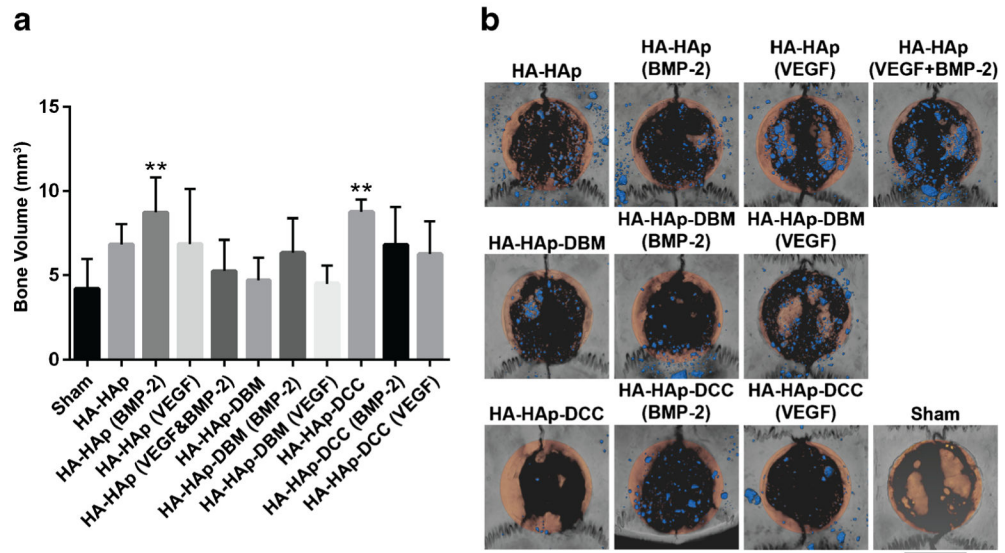 a
Bone Volume (mm³)
15
10
5
0
**
**
Sham
HA-HAp
HA-HAp (BMP-2)
HA-HAp (VEGF)
HA-HAp (VEGF&BMP-2)
HA-HAp-DBM
HA-HAp-DBM (BMP-2)
HA-HAp-DBM (VEGF)
HA-HAp-DCC
HA-HAp-DCC (BMP-2)
HA-HAp-DCC (VEGF)
b
HA-HAp
HA-HAp
(BMP-2)
HA-HAp
(VEGF)
HA-HAp
(VEGF+BMP-2)
HA-HAp-DBM
HA-HAp-DBM
(BMP-2)
HA-HAp-DBM
(VEGF)
HA-HAp-DCC
HA-HAp-DCC
(BMP-2)
HA-HAp-DCC
(VEGF)
Sham